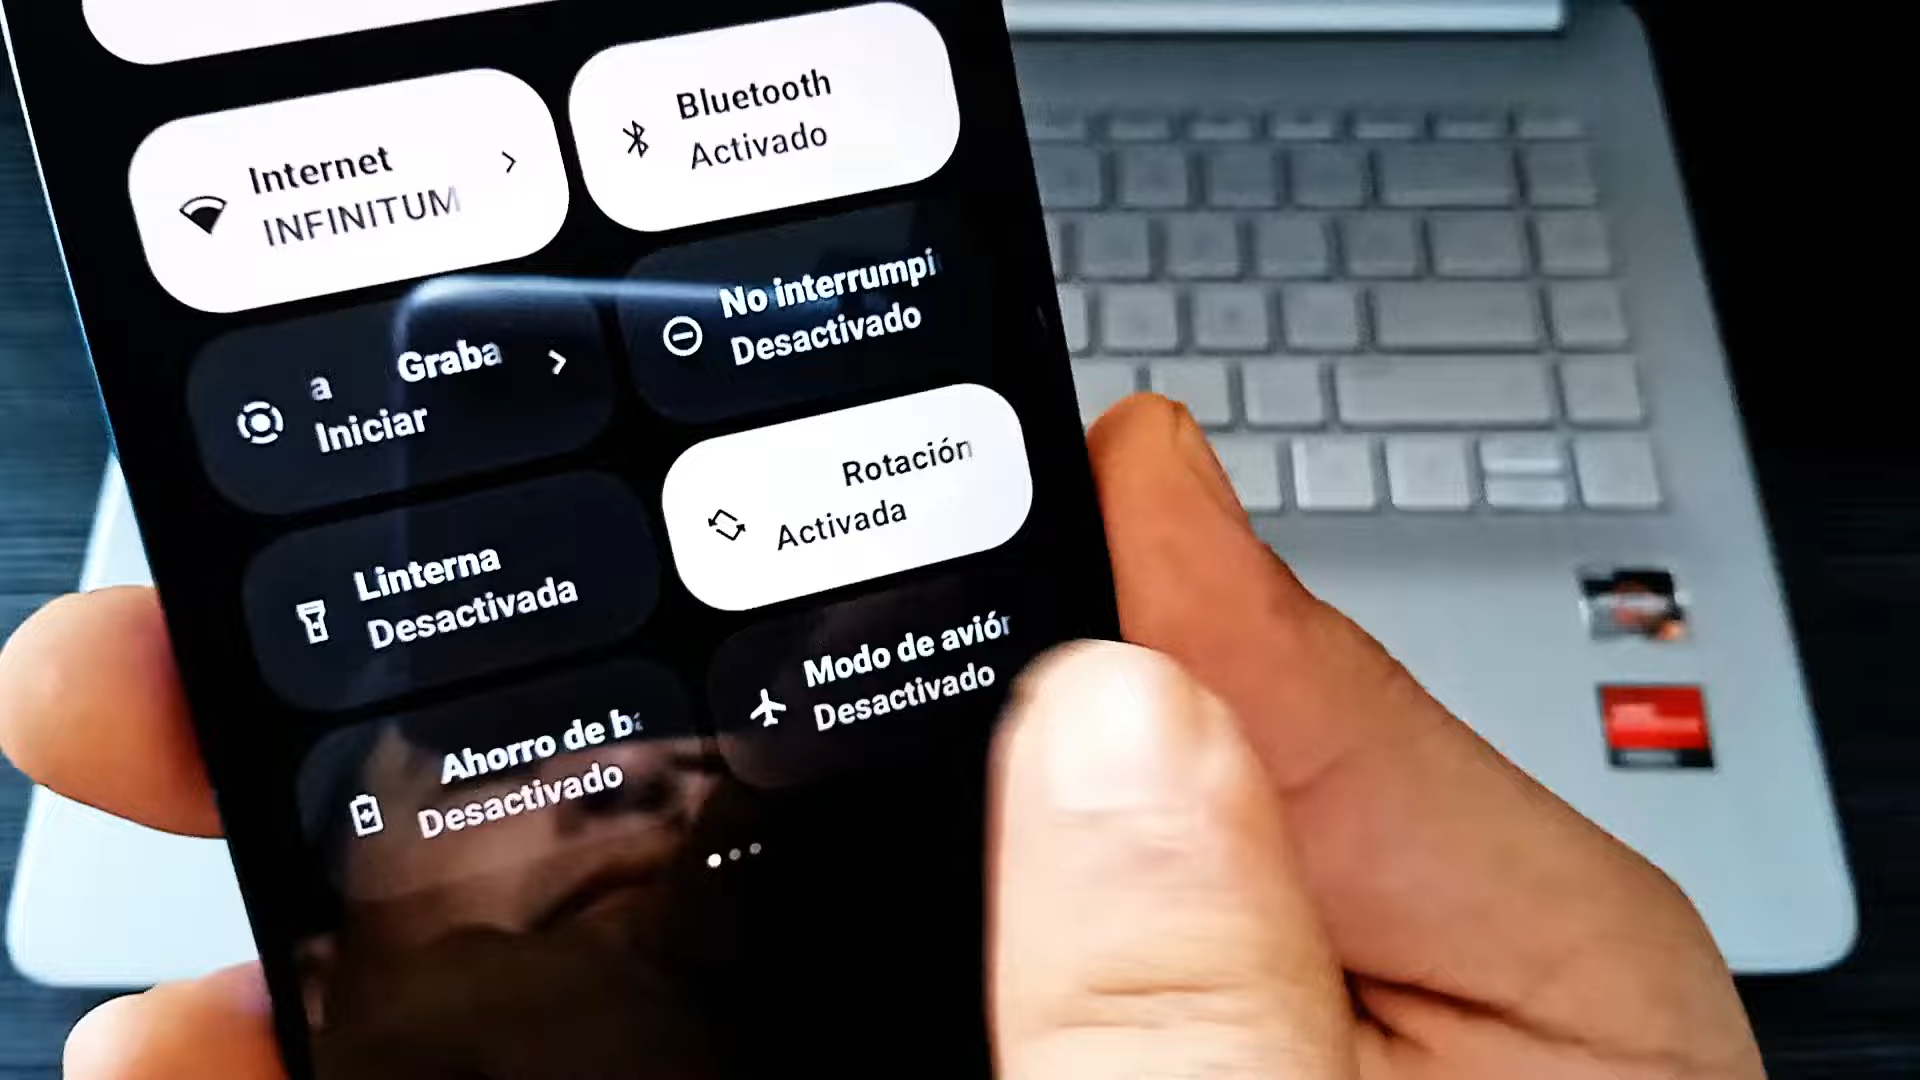 Internet
INFINITUM
Bluetooth
Activado
a Graba
Iniciar
No interrumpi
Desactivado
Linterna
Desactivada
Rotación
Activada
Ahorro de ba
Desactivado
Modo de avión
Desactivado